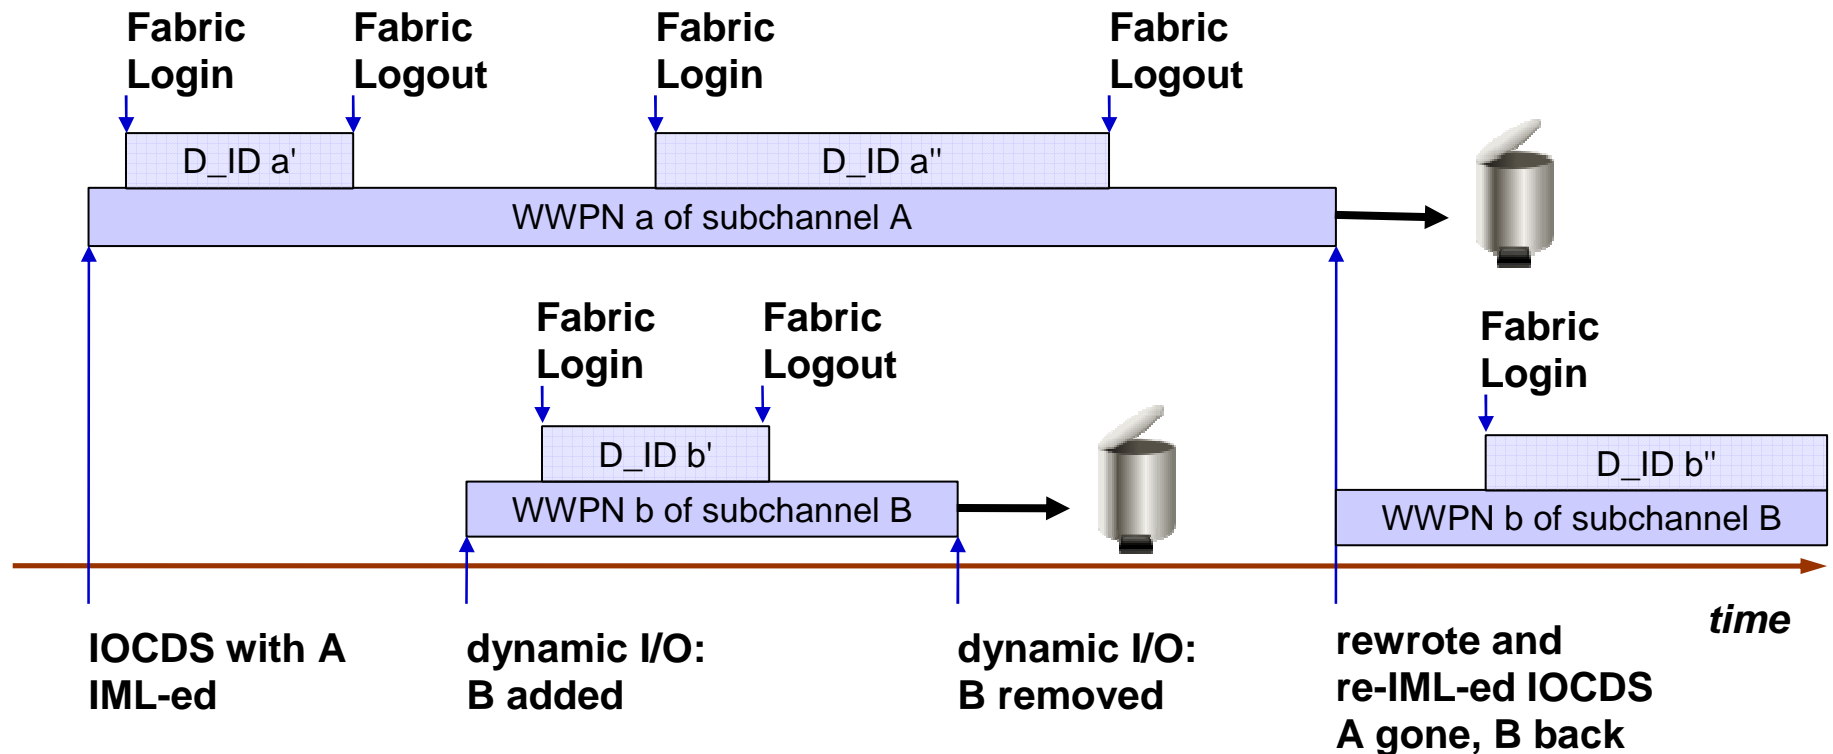 Fabric
Login
Fabric
Logout
Fabric
Login
Fabric
Logout
D_ID a'
D_ID a''
WWPN a of subchannel A
Fabric
Login
Fabric
Logout
Fabric
Login
D_ID b'
D_ID b''
WWPN b of subchannel B
WWPN b of subchannel B
time
IOCDS with A
IML-ed
dynamic I/O:
B added
dynamic I/O:
B removed
rewrote and
re-IML-ed IOCDS
A gone, B back